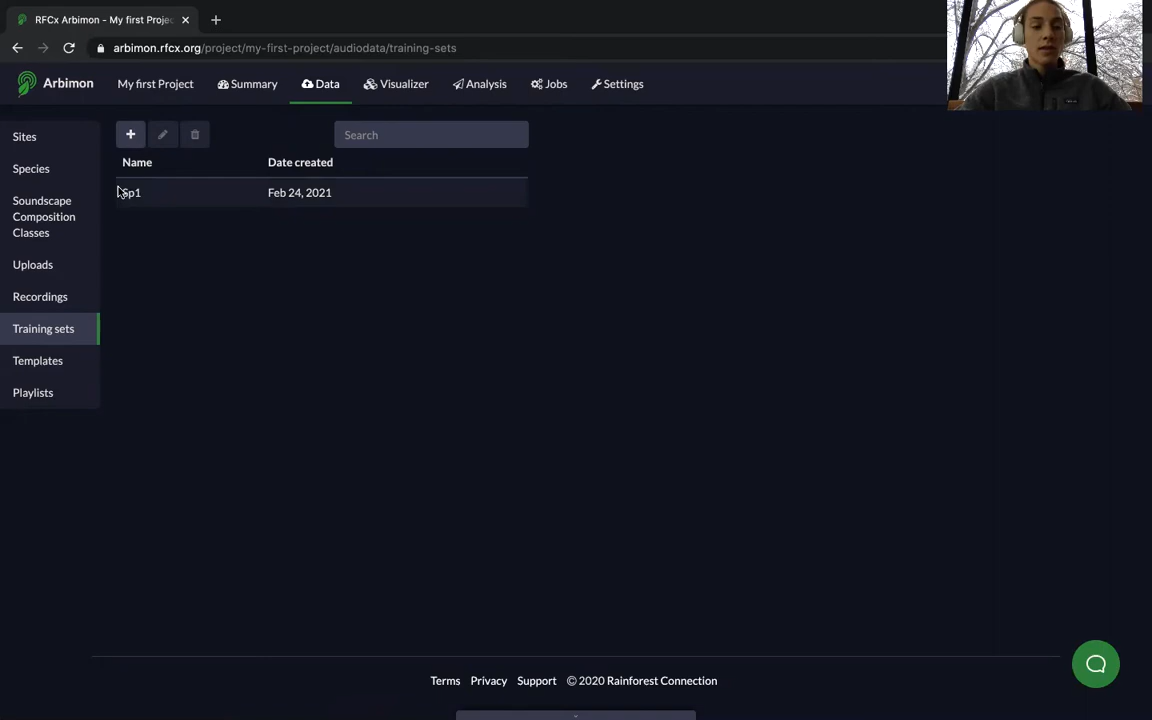 RFCx Arbimon - My first Projec
arbimon.rfcx.org/project/my-first-project/audiodata/training-sets
Arbimon My first Project Summary Data Visualizer Analysis Jobs Settings
Sites
Species
Soundscape
Composition
Classes
Uploads
Recordings
Training sets
Templates
Playlists
Search
Name Date created
Sp1 Feb 24, 2021
Terms Privacy Support © 2020 Rainforest Connection